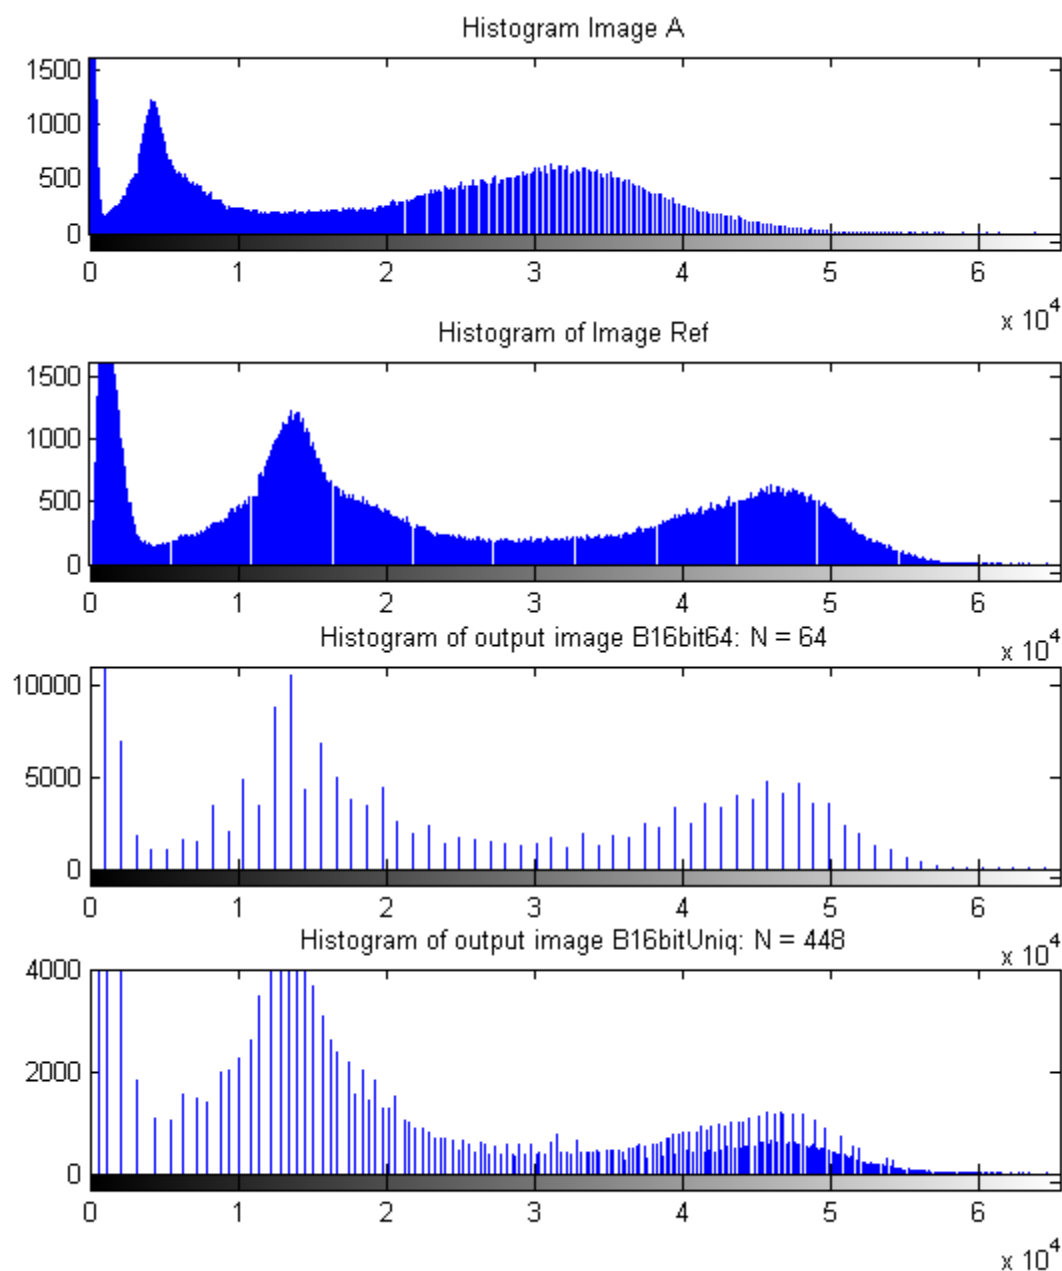 Histogram Image A
1500
1000
500
0
0 1 2 3 4 5 6
x 10^4
Histogram of Image Ref
1500
1000
500
0
0 1 2 3 4 5 6
x 10^4
Histogram of output image B16bit64: N = 64
10000
5000
0
0 1 2 3 4 5 6
x 10^4
Histogram of output image B16bitUniq: N = 448
4000
2000
0
0 1 2 3 4 5 6
x 10^4